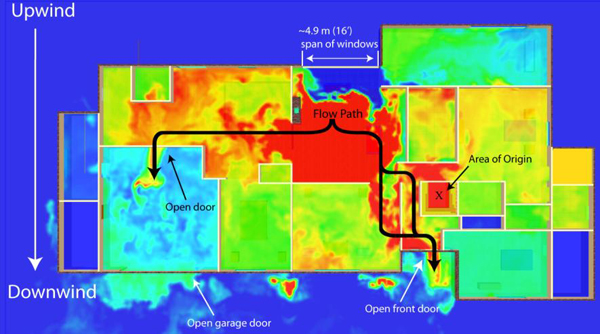 Upwind
~4.9 m (16')
span of windows
Flow Path
Area of Origin
X
Open door
Downwind
Open garage door
Open front door